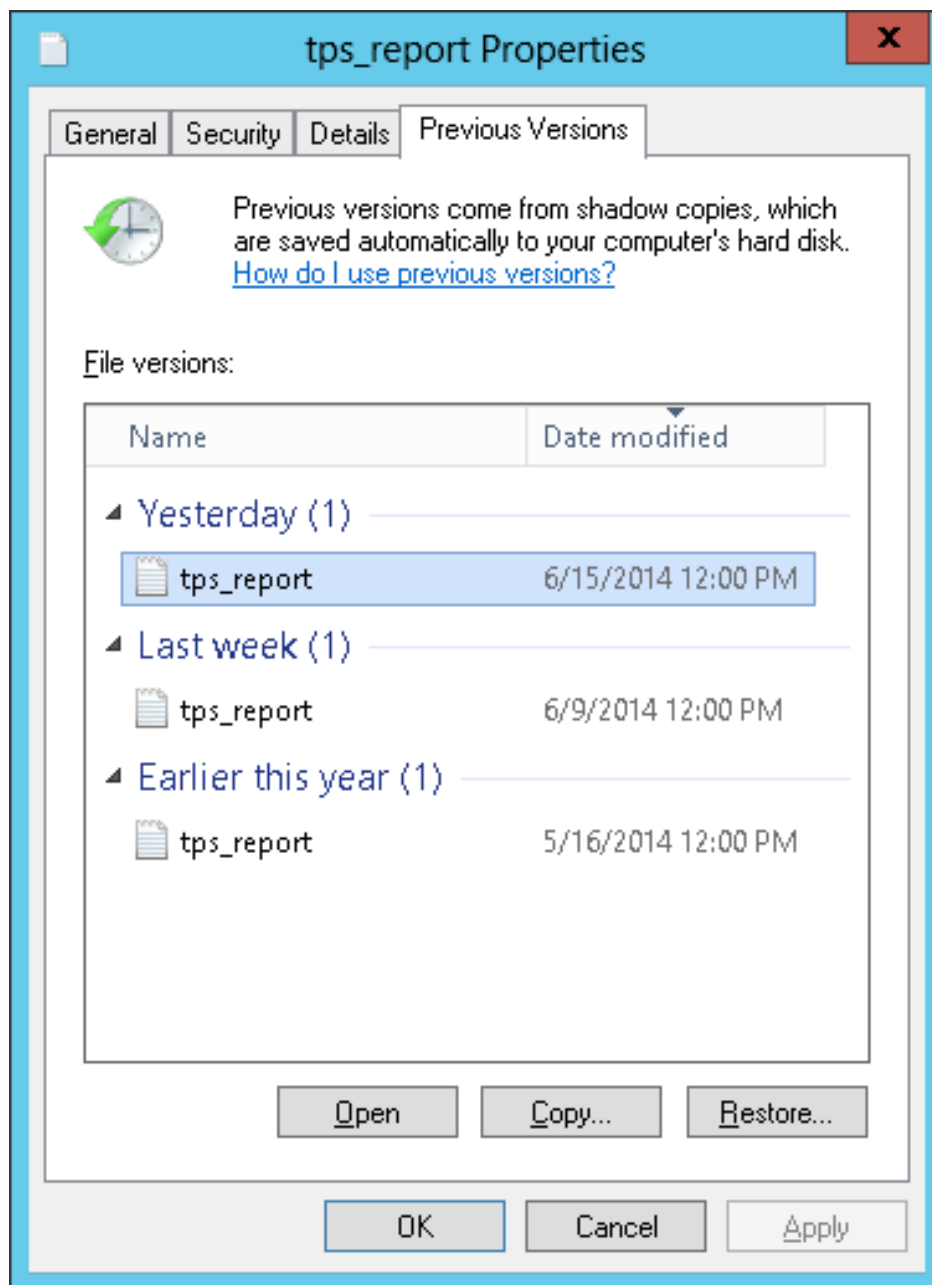 tps_report Properties
x
General Security Details Previous Versions
Previous versions come from shadow copies, which
are saved automatically to your computer's hard disk.
How do I use previous versions?
File versions:
Name Date modified
Yesterday (1)
tps_report 6/15/2014 12:00 PM
Last week (1)
tps_report 6/9/2014 12:00 PM
Earlier this year (1)
tps_report 5/16/2014 12:00 PM
Open Copy... Restore...
OK Cancel Apply